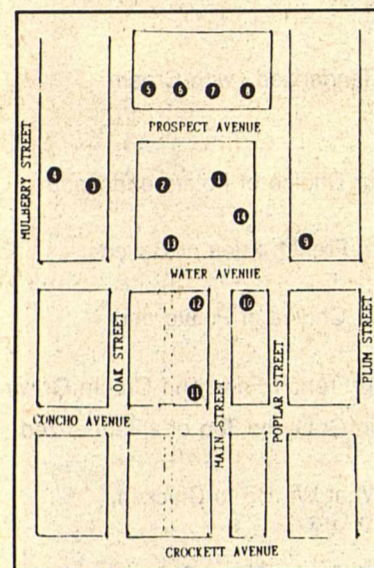 5 6 7 8
PROSPECT AVENUE
MULBERRY STREET
4 3 2 1
14
13
9
WATER AVENUE
12 10
OAK STREET
MAIN STREET
POPLAR STREET
PLUM STREET
11
CONCHO AVENUE
CROCKETT AVENUE